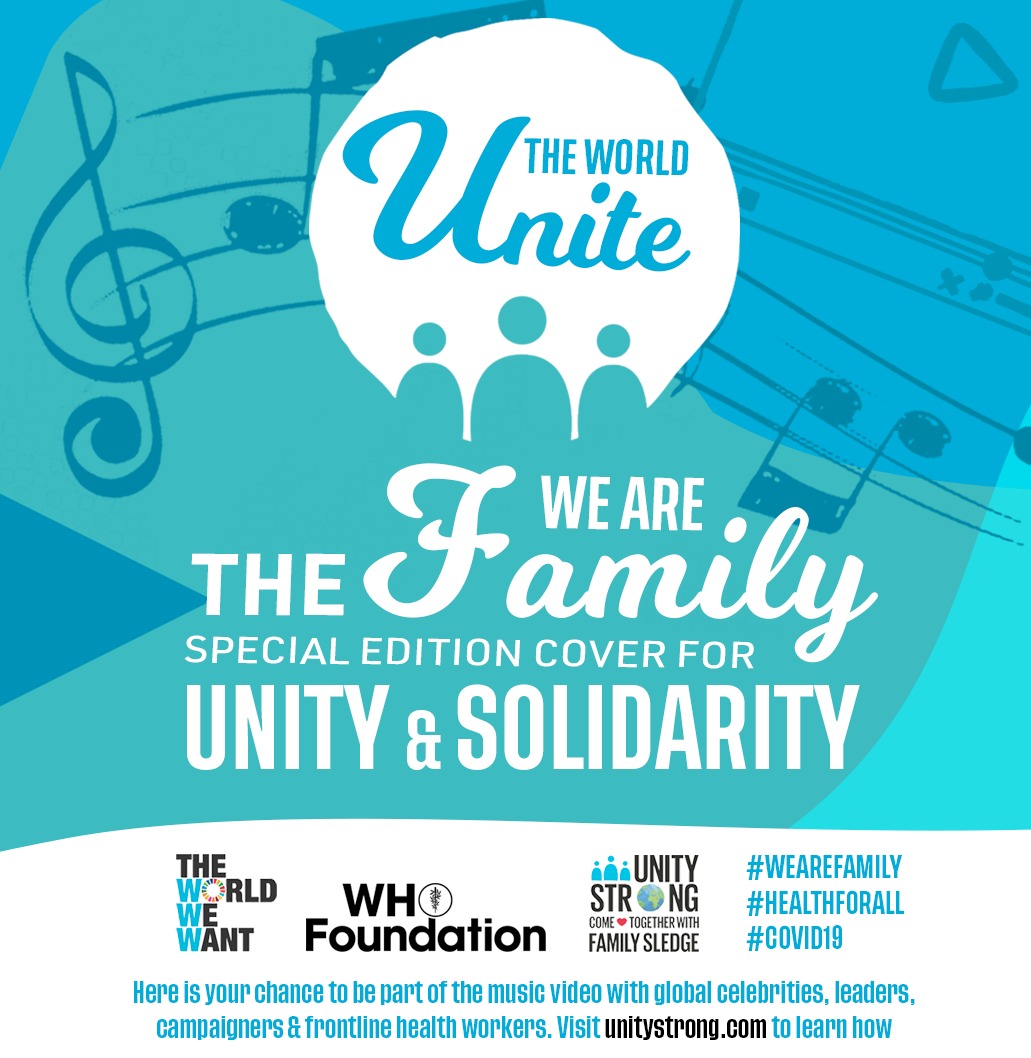 THE WORLD
Unite
WE ARE
THE Family
SPECIAL EDITION COVER FOR
UNITY & SOLIDARITY
THE
WORLD
WE
WANT
WHO
Foundation
UNITY
STRONG
COME TOGETHER WITH
FAMILY SLEDGE
#WEAREFAMILY
#HEALTHFORALL
#COVID19
Here is your chance to be part of the music video with global celebrities, leaders,
campaigners & frontline health workers. Visit unitystrong.com to learn how